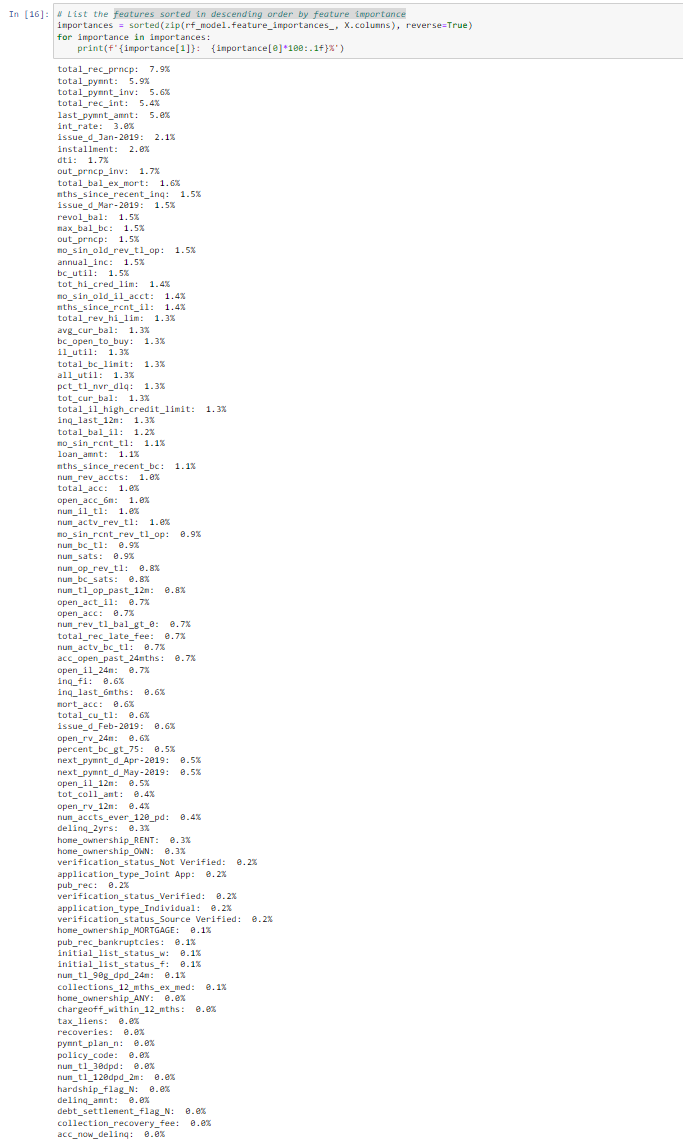 In [16]: # List the features sorted in descending order by feature importance
importances = sorted(zip(rf_model.feature_importances_, X.columns), reverse=True)
for importance in importances:
    print(f'{importance[1]}:  {importance[0]*100:.1f}%')
total_rec_prncp:  7.9%
total_pymnt:  5.9%
total_pymnt_inv:  5.6%
total_rec_int:  5.4%
last_pymnt_amnt:  5.0%
int_rate:  3.0%
issue_d_Jan-2019:  2.1%
installment:  2.0%
dti:  1.7%
out_prncp_inv:  1.7%
total_bal_ex_mort:  1.6%
mths_since_recent_inq:  1.5%
issue_d_Mar-2019:  1.5%
revol_bal:  1.5%
max_bal_bc:  1.5%
out_prncp:  1.5%
mo_sin_old_rev_tl_op:  1.5%
annual_inc:  1.5%
bc_util:  1.5%
tot_hi_cred_lim:  1.4%
mo_sin_old_il_acct:  1.4%
mths_since_rcnt_il:  1.4%
total_rev_hi_lim:  1.3%
avg_cur_bal:  1.3%
bc_open_to_buy:  1.3%
il_util:  1.3%
total_bc_limit:  1.3%
all_util:  1.3%
pct_tl_nvr_dlq:  1.3%
tot_cur_bal:  1.3%
total_il_high_credit_limit:  1.3%
inq_last_12m:  1.3%
total_bal_il:  1.2%
mo_sin_rcnt_tl:  1.1%
loan_amnt:  1.1%
mths_since_recent_bc:  1.1%
num_rev_accts:  1.0%
total_acc:  1.0%
open_acc_6m:  1.0%
num_il_tl:  1.0%
num_actv_rev_tl:  1.0%
mo_sin_rcnt_rev_tl_op:  0.9%
num_bc_tl:  0.9%
num_sats:  0.9%
num_op_rev_tl:  0.8%
num_bc_sats:  0.8%
num_tl_op_past_12m:  0.8%
open_act_il:  0.7%
open_acc:  0.7%
num_rev_tl_bal_gt_0:  0.7%
total_rec_late_fee:  0.7%
num_actv_bc_tl:  0.7%
acc_open_past_24mths:  0.7%
open_il_24m:  0.7%
inq_fi:  0.6%
inq_last_6mths:  0.6%
mort_acc:  0.6%
total_cu_tl:  0.6%
issue_d_Feb-2019:  0.6%
open_rv_24m:  0.6%
percent_bc_gt_75:  0.5%
next_pymnt_d_Apr-2019:  0.5%
next_pymnt_d_May-2019:  0.5%
open_il_12m:  0.5%
tot_coll_amt:  0.4%
open_rv_12m:  0.4%
num_accts_ever_120_pd:  0.4%
delinq_2yrs:  0.3%
home_ownership_RENT:  0.3%
home_ownership_OWN:  0.3%
verification_status_Not Verified:  0.2%
application_type_Joint App:  0.2%
pub_rec:  0.2%
verification_status_Verified:  0.2%
application_type_Individual:  0.2%
verification_status_Source Verified:  0.2%
home_ownership_MORTGAGE:  0.1%
pub_rec_bankruptcies:  0.1%
initial_list_status_w:  0.1%
initial_list_status_f:  0.1%
num_tl_90g_dpd_24m:  0.1%
collections_12_mths_ex_med:  0.1%
home_ownership_ANY:  0.0%
chargeoff_within_12_mths:  0.0%
tax_liens:  0.0%
recoveries:  0.0%
pymnt_plan_n:  0.0%
policy_code:  0.0%
num_tl_30dpd:  0.0%
num_tl_120dpd_2m:  0.0%
hardship_flag_N:  0.0%
delinq_amnt:  0.0%
debt_settlement_flag_N:  0.0%
collection_recovery_fee:  0.0%
acc_now_delinq:  0.0%